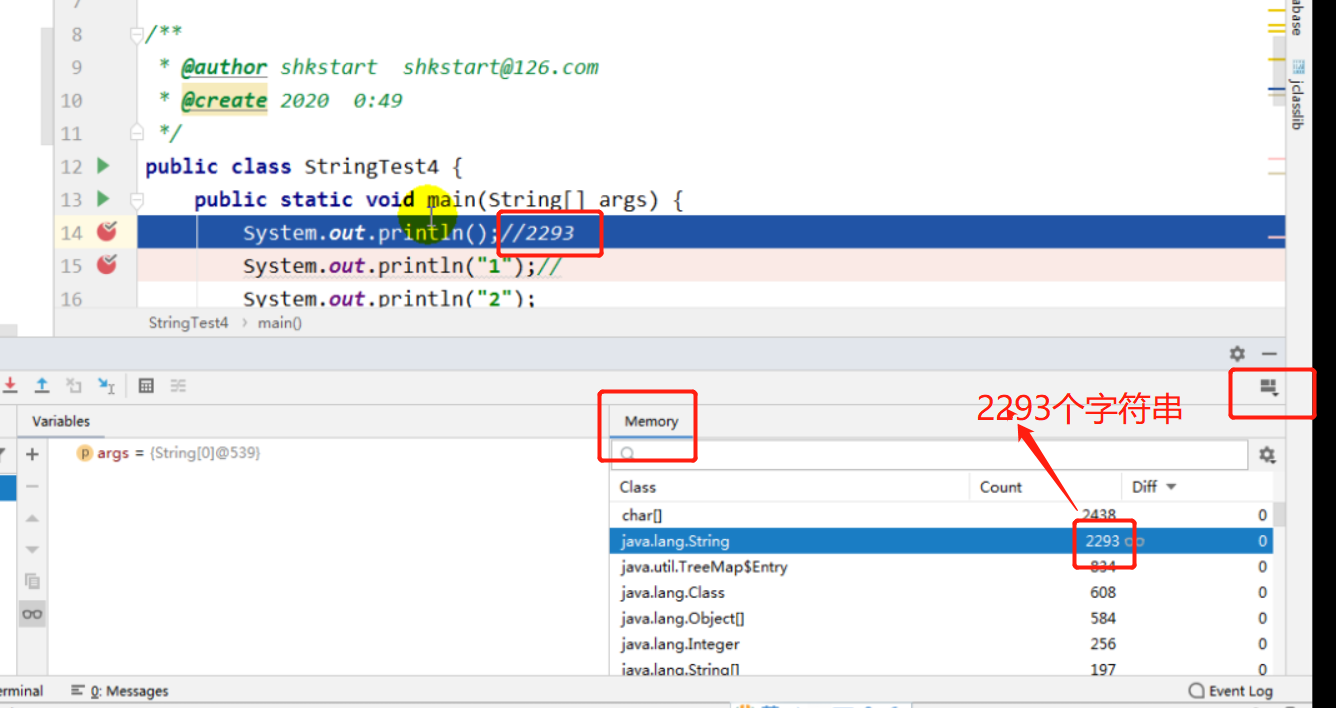 8 /**
9 * @author shkstart shkstart@126.com
10 * @create 2020 0:49
11 */
12 public class StringTest4 {
13 public static void main(String[] args) {
14 System.out.println();//2293
15 System.out.println("1");//
16 System.out.println("2");
StringTest4 › main()
jclasslib
Variables
p args = {String[0]@539}
Memory
2293个字符串
Class Count Diff
char[] 2438 0
java.lang.String 2293 0
java.util.TreeMap$Entry 834 0
java.lang.Class 608 0
java.lang.Object[] 584 0
java.lang.Integer 256 0
java.lang.String[] 197 0
erminal 0: Messages Event Log